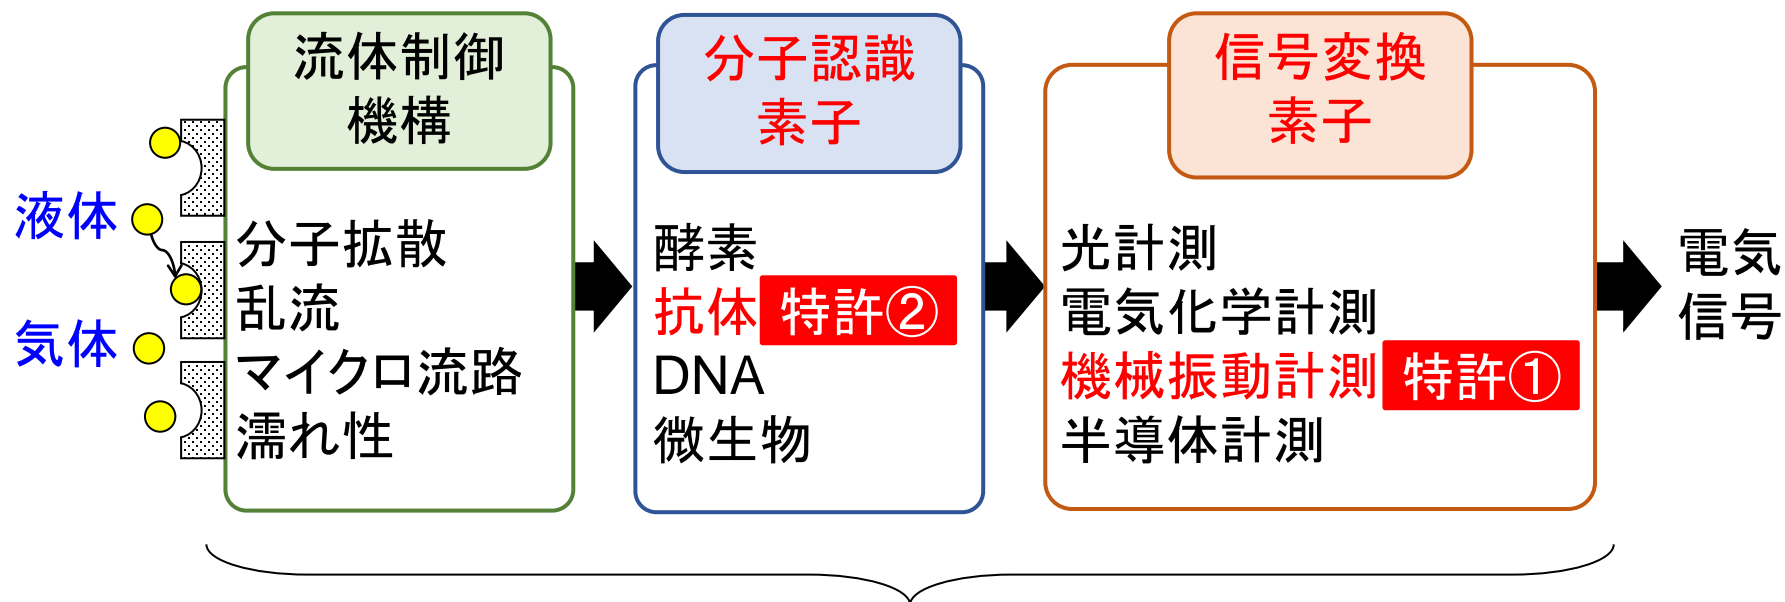 液体
気体
流体制御
機構
分子拡散
乱流
マイクロ流路
濡れ性
分子認識
素子
酵素
抗体 特許②
DNA
微生物
信号変換
素子
光計測
電気化学計測
機械振動計測 特許①
半導体計測
電気
信号